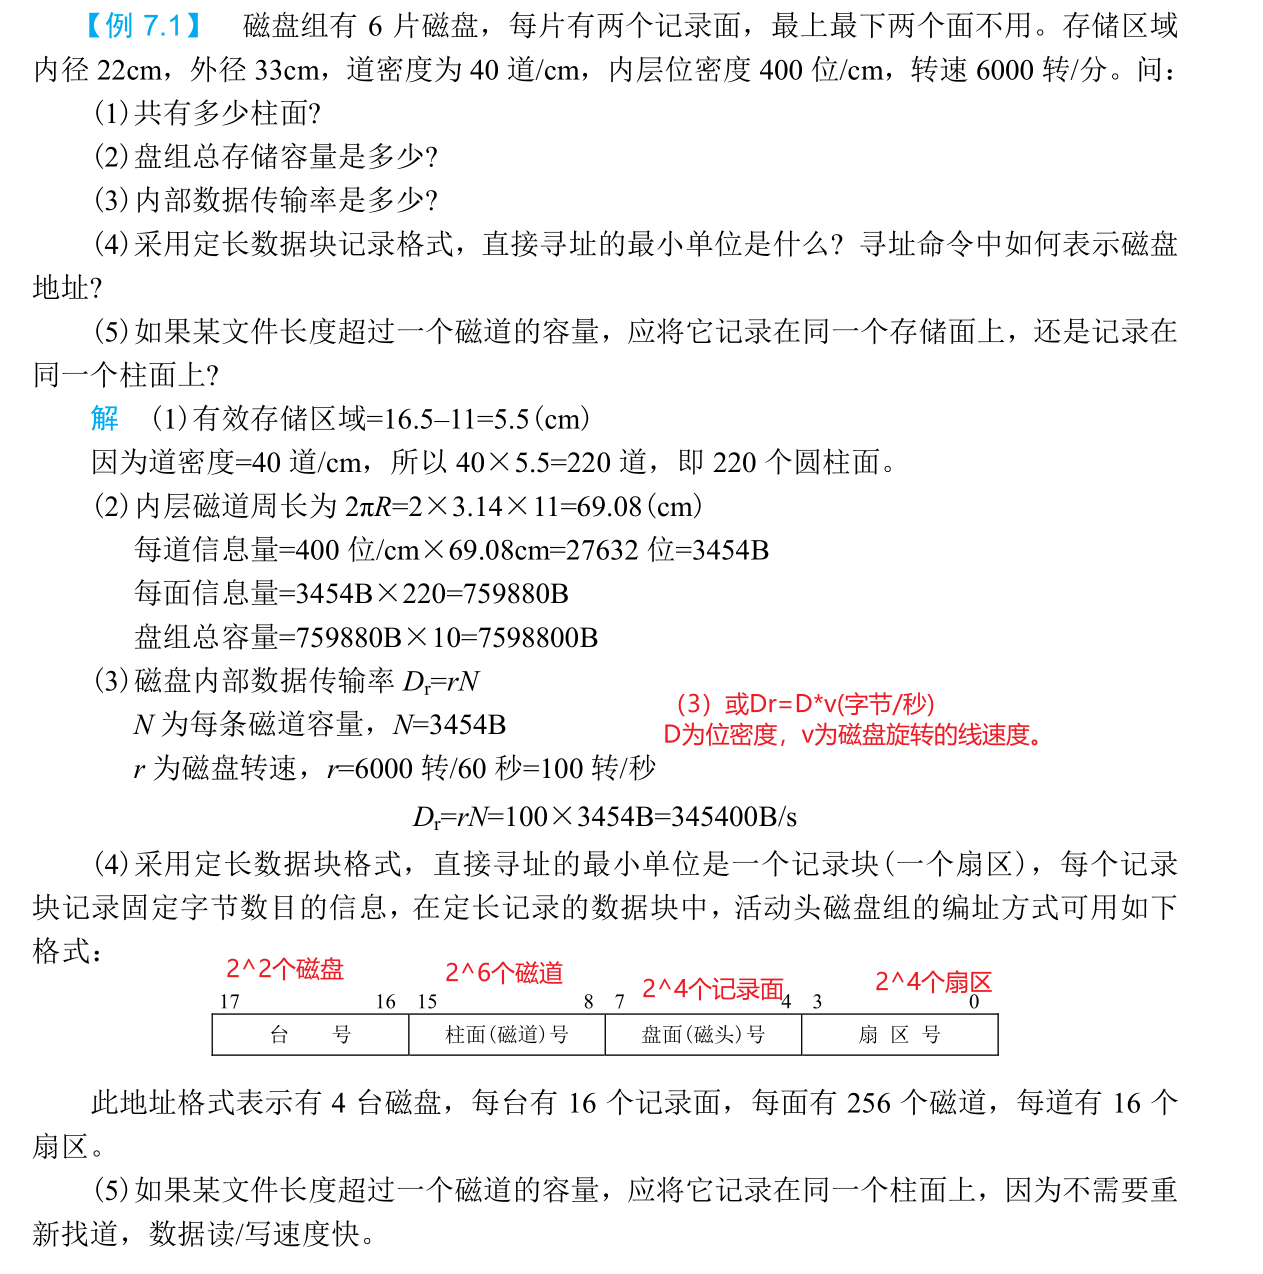 【例 7.1】 磁盘组有 6 片磁盘，每片有两个记录面，最上最下两个面不用。存储区域
内径 22cm，外径 33cm，道密度为 40 道/cm，内层位密度 400 位/cm，转速 6000 转/分。问：
(1)共有多少柱面?
(2)盘组总存储容量是多少?
(3)内部数据传输率是多少?
(4)采用定长数据块记录格式，直接寻址的最小单位是什么? 寻址命令中如何表示磁盘
地址?
(5)如果某文件长度超过一个磁道的容量，应将它记录在同一个存储面上，还是记录在
同一个柱面上?
解 (1)有效存储区域=16.5–11=5.5(cm)
因为道密度=40 道/cm，所以 40×5.5=220 道，即 220 个圆柱面。
(2)内层磁道周长为 2πR=2×3.14×11=69.08(cm)
每道信息量=400 位/cm×69.08cm=27632 位=3454B
每面信息量=3454B×220=759880B
盘组总容量=759880B×10=7598800B
(3)磁盘内部数据传输率 Dr=rN
N 为每条磁道容量，N=3454B
（3）或Dr=D*v(字节/秒)
D为位密度，v为磁盘旋转的线速度。
r 为磁盘转速，r=6000 转/60 秒=100 转/秒
Dr=rN=100×3454B=345400B/s
(4)采用定长数据块格式，直接寻址的最小单位是一个记录块(一个扇区)，每个记录
块记录固定字节数目的信息，在定长记录的数据块中，活动头磁盘组的编址方式可用如下
格式：
2^2个磁盘 2^6个磁道 2^4个记录面 2^4个扇区
17 16 15 8 7 4 3 0
台 号 柱面(磁道)号 盘面(磁头)号 扇 区 号
此地址格式表示有 4 台磁盘，每台有 16 个记录面，每面有 256 个磁道，每道有 16 个
扇区。
(5)如果某文件长度超过一个磁道的容量，应将它记录在同一个柱面上，因为不需要重
新找道，数据读/写速度快。